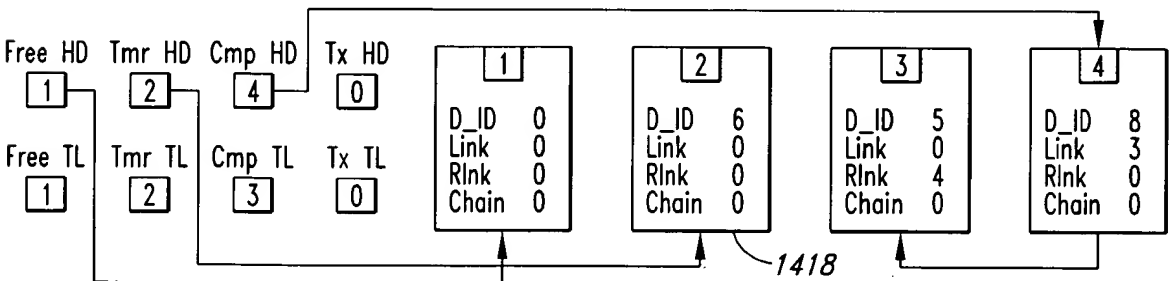 Free HD Tmr HD Cmp HD Tx HD
1 2 4 0
Free TL Tmr TL Cmp TL Tx TL
1 2 3 0
1
D_ID 0
Link 0
Rlnk 0
Chain 0
2
D_ID 6
Link 0
Rlnk 0
Chain 0
1418
3
D_ID 5
Link 0
Rlnk 4
Chain 0
4
D_ID 8
Link 3
Rlnk 0
Chain 0